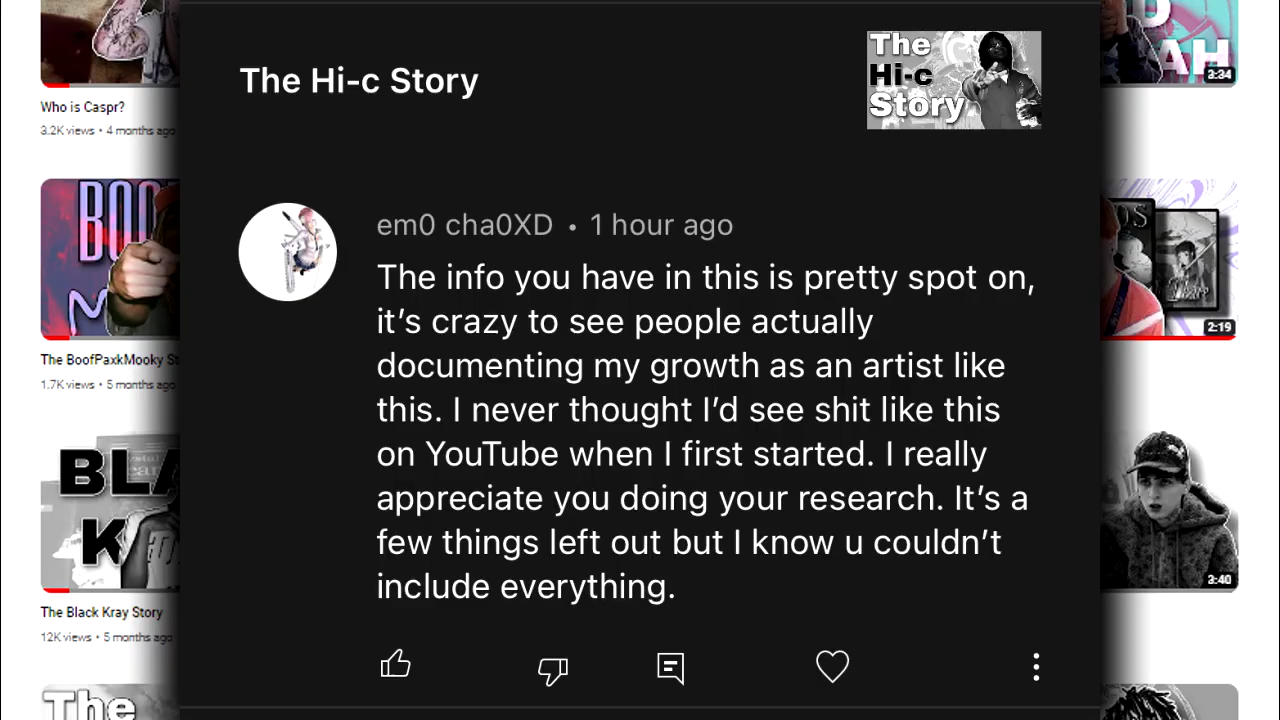 The Hi-c Story
The
Hi-c
Story
em0 cha0XD • 1 hour ago
The info you have in this is pretty spot on,
it’s crazy to see people actually
documenting my growth as an artist like
this. I never thought I’d see shit like this
on YouTube when I first started. I really
appreciate you doing your research. It’s a
few things left out but I know u couldn’t
include everything.
Who is Caspr?
3.2K views • 4 months ago
BOO
The BoofPaxkMooky St
1.7K views • 5 months ago
BLA
K
The Black Kray Story
12K views • 5 months ago
The
AH
3:34
2:19
3:40